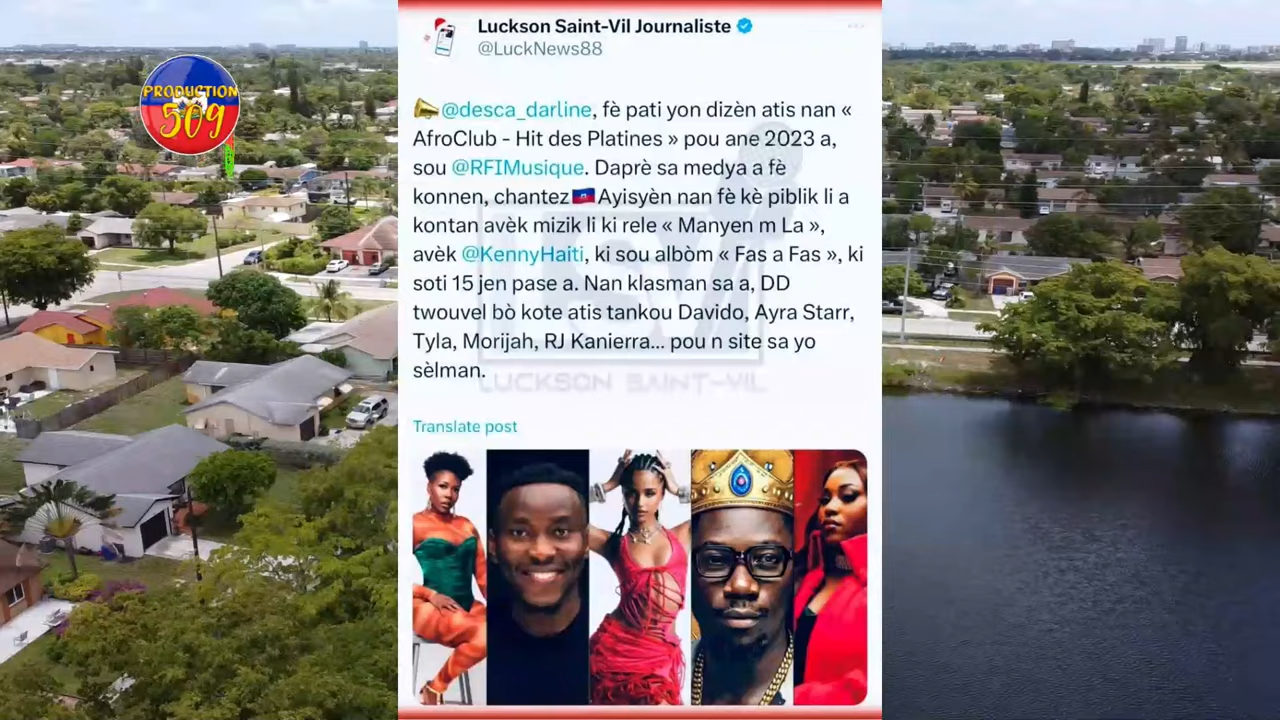 PRODUCTION
509
Luckson Saint-Vil Journaliste
@LuckNews88
@desca_darline, fè pati yon dizèn atis nan «
AfroClub - Hit des Platines » pou ane 2023 a,
sou @RFIMusique. Daprè sa medya a fè
konnen, chantez Ayisyèn nan fè kè piblik li a
kontan avèk mizik li ki rele « Manyen m La »,
avèk @KennyHaiti, ki sou albòm « Fas a Fas », ki
soti 15 jen pase a. Nan klasman sa a, DD
twouvel bò kote atis tankou Davido, Ayra Starr,
Tyla, Morijah, RJ Kanierra... pou n site sa yo
sèlman.
LUCKSON SAINT-VIL
Translate post